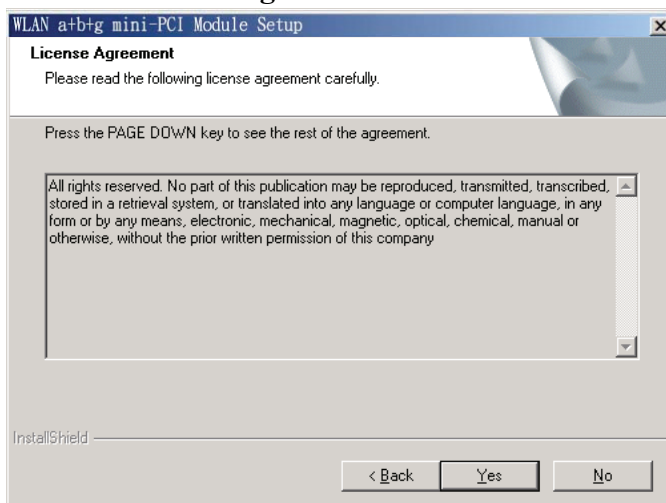 WLAN a+b+g mini-PCI Module Setup
License Agreement
Please read the following license agreement carefully.
Press the PAGE DOWN key to see the rest of the agreement.
All rights reserved. No part of this publication may be reproduced, transmitted, transcribed,
stored in a retrieval system, or translated into any language or computer language, in any
form or by any means, electronic, mechanical, magnetic, optical, chemical, manual or
otherwise, without the prior written permission of this company
InstallShield
< Back Yes No